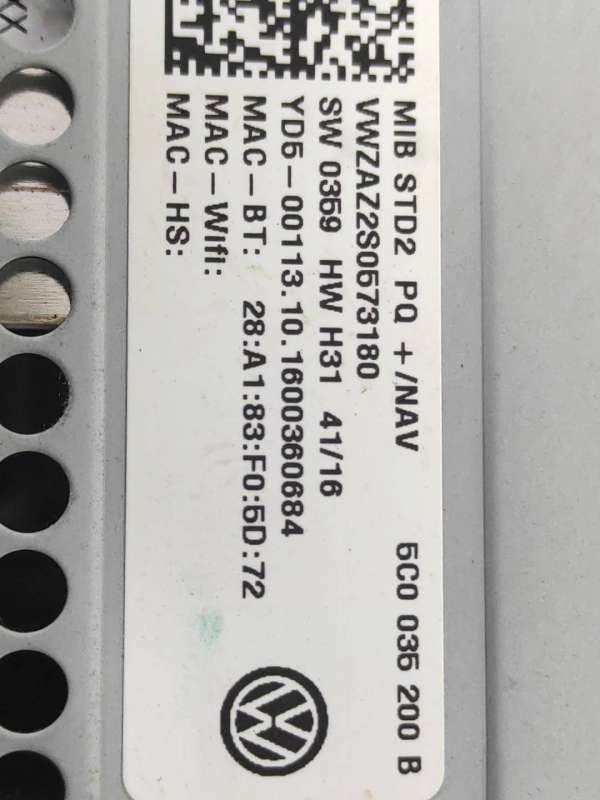 MIB STD2 PQ +/NAV 5C0 035 200 B
VWZAZ2S0573180
SW 0359 HW H31 41/16
YD5-00113.10.1600360684
MAC-BT: 28:A1:83:F0:5D:72
MAC-Wifi:
MAC-HS:
XX